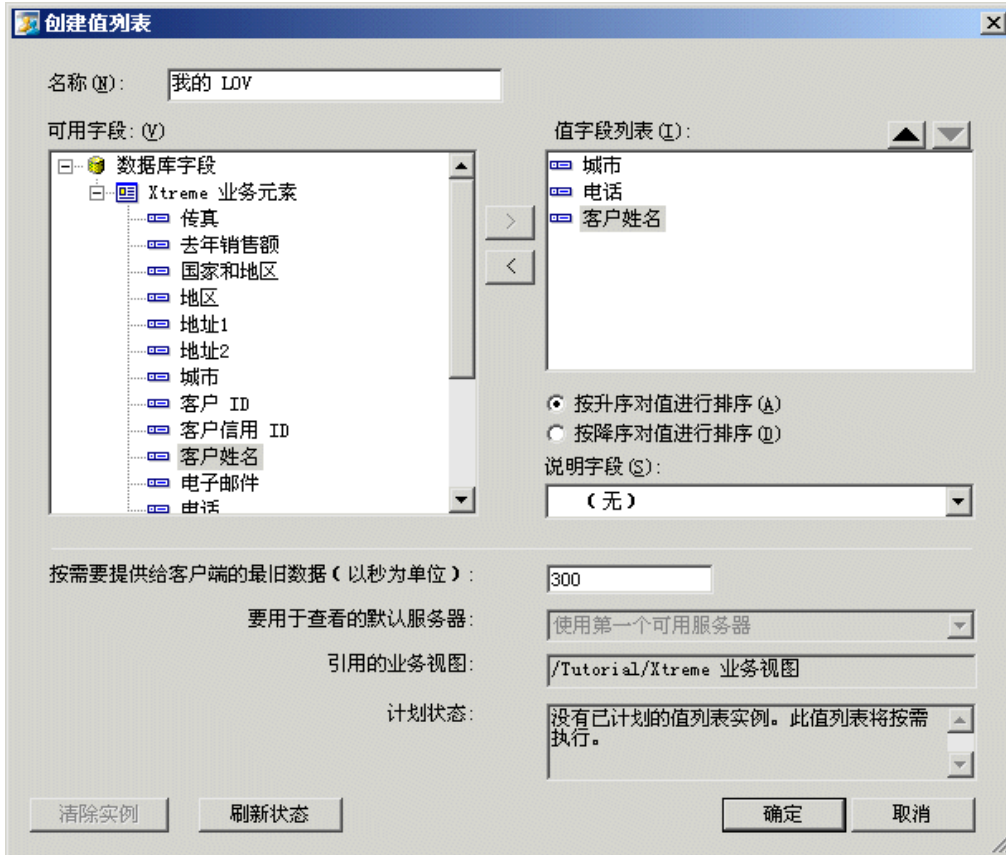 创建值列表
名称(N):
我的 LOV
可用字段:(V)
数据库字段
Xtreme 业务元素
传真
去年销售额
国家和地区
地区
地址1
地址2
城市
客户 ID
客户信用 ID
客户姓名
电子邮件
电话
>
<
值字段列表(I):
城市
电话
客户姓名
按升序对值进行排序(A)
按降序对值进行排序(D)
说明字段(S):
(无)
按需要提供给客户端的最旧数据(以秒为单位):
300
要用于查看的默认服务器:
使用第一个可用服务器
引用的业务视图:
/Tutorial/Xtreme 业务视图
计划状态:
没有已计划的值列表实例。此值列表将按需
执行。
清除实例
刷新状态
确定
取消